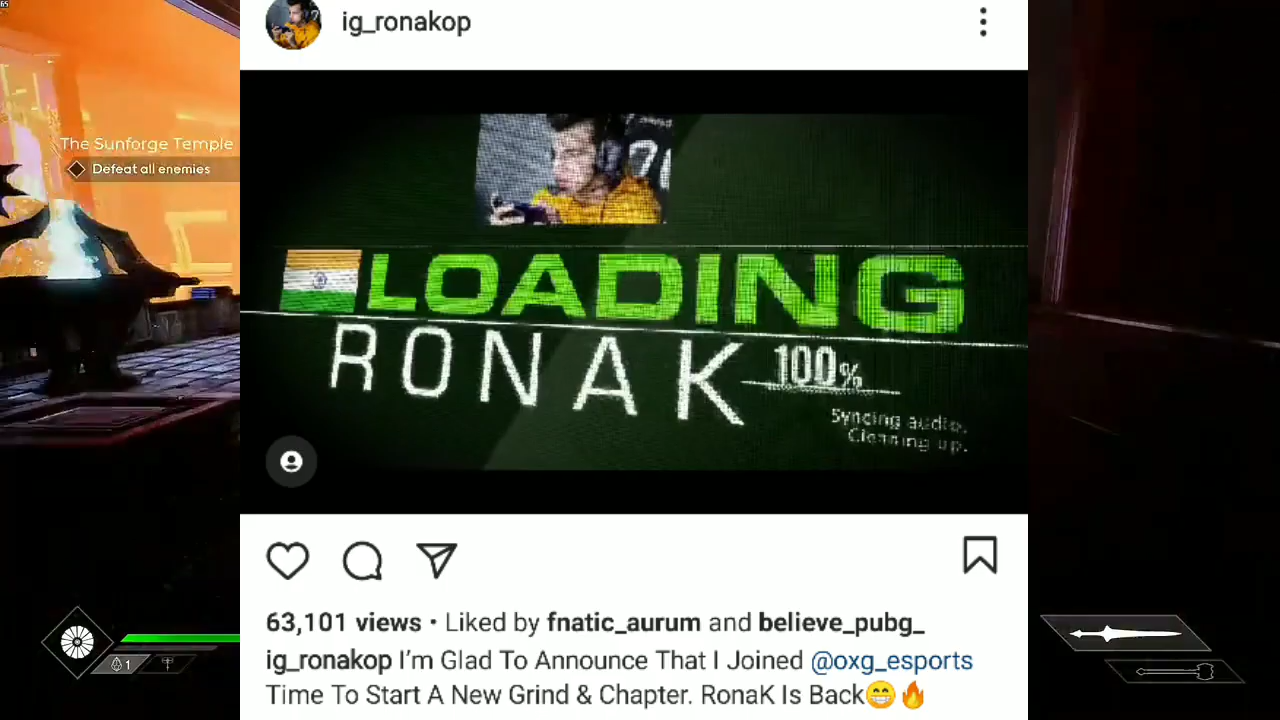 65
ig_ronakop
The Sunforge Temple
Defeat all enemies
LOADING
RONAK 100%
Syncing audio.
Cleaning up.
1
63,101 views • Liked by fnatic_aurum and believe_pubg_
ig_ronakop I'm Glad To Announce That I Joined @oxg_esports
Time To Start A New Grind & Chapter. RonaK Is Back😁🔥